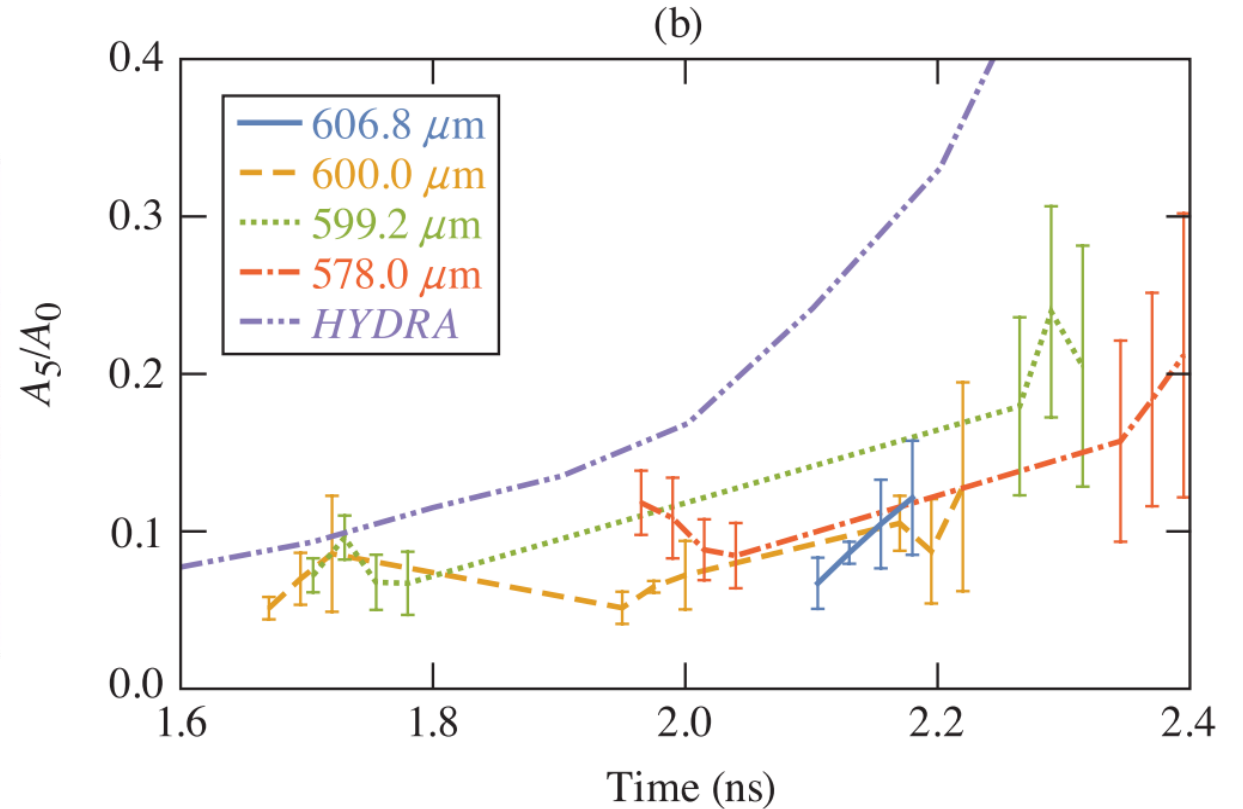 (b)
0.4
0.3
0.2
0.1
0.0
A5/A0
606.8 μm
600.0 μm
599.2 μm
578.0 μm
HYDRA
1.6 1.8 2.0 2.2 2.4
Time (ns)